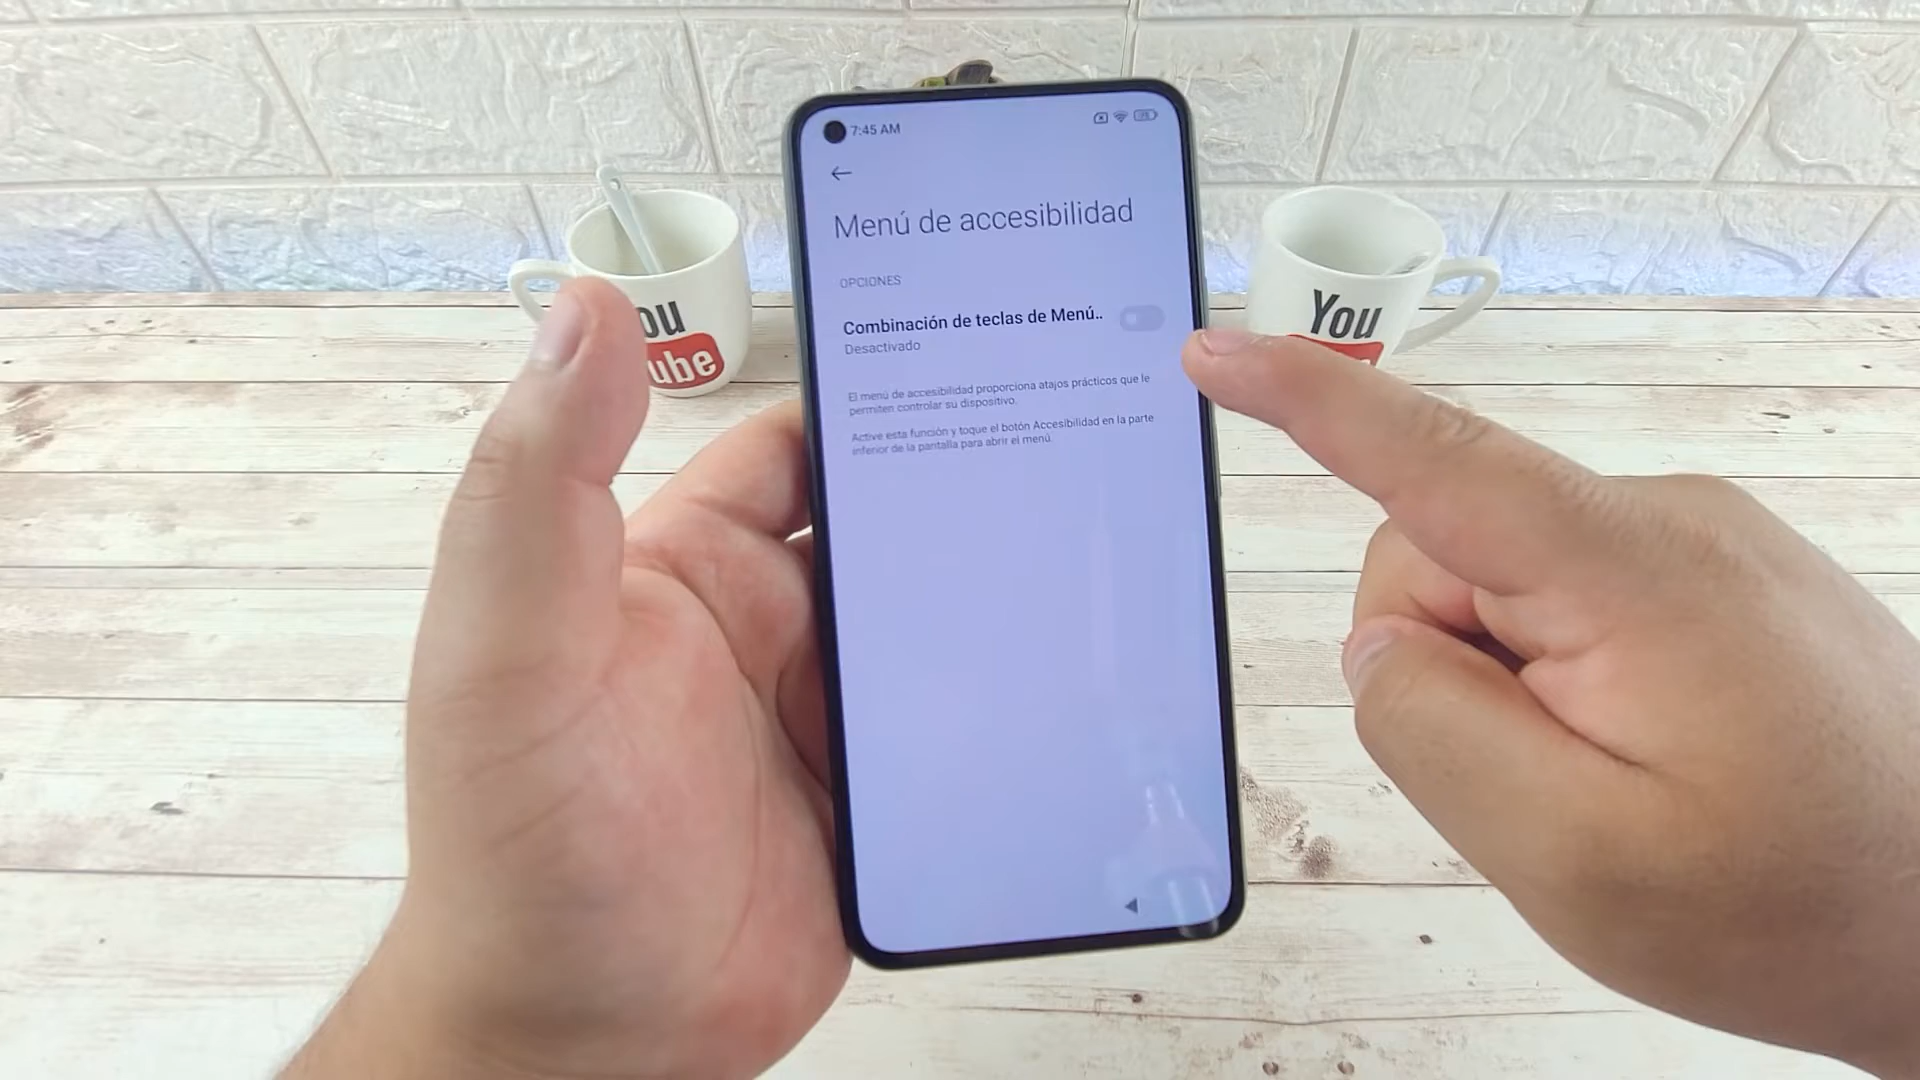 7:45 AM
Menú de accesibilidad
OPCIONES
Combinación de teclas de Menú..
Desactivado
El menú de accesibilidad proporciona atajos prácticos que le
permiten controlar su dispositivo.
Active esta función y toque el botón Accesibilidad en la parte
inferior de la pantalla para abrir el menú.
ou
ube
You